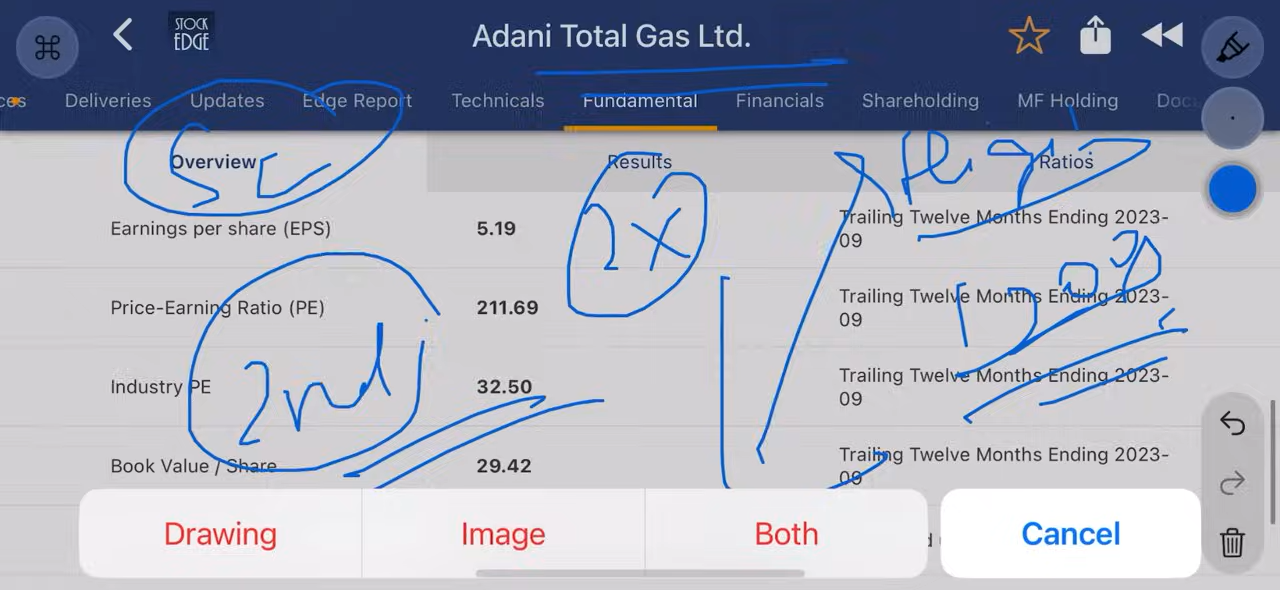 STOCK EDGE
Adani Total Gas Ltd.
Deliveries Updates Edge Report Technicals Fundamental Financials Shareholding MF Holding
Overview Results Ratios
SL
2X
Earnings per share (EPS) 5.19 Trailing Twelve Months Ending 2023-09
Price-Earning Ratio (PE) 211.69 Trailing Twelve Months Ending 2023-09
2nd
Industry PE 32.50 Trailing Twelve Months Ending 2023-09
Book Value / Share 29.42 Trailing Twelve Months Ending 2023-09
Drawing Image Both Cancel